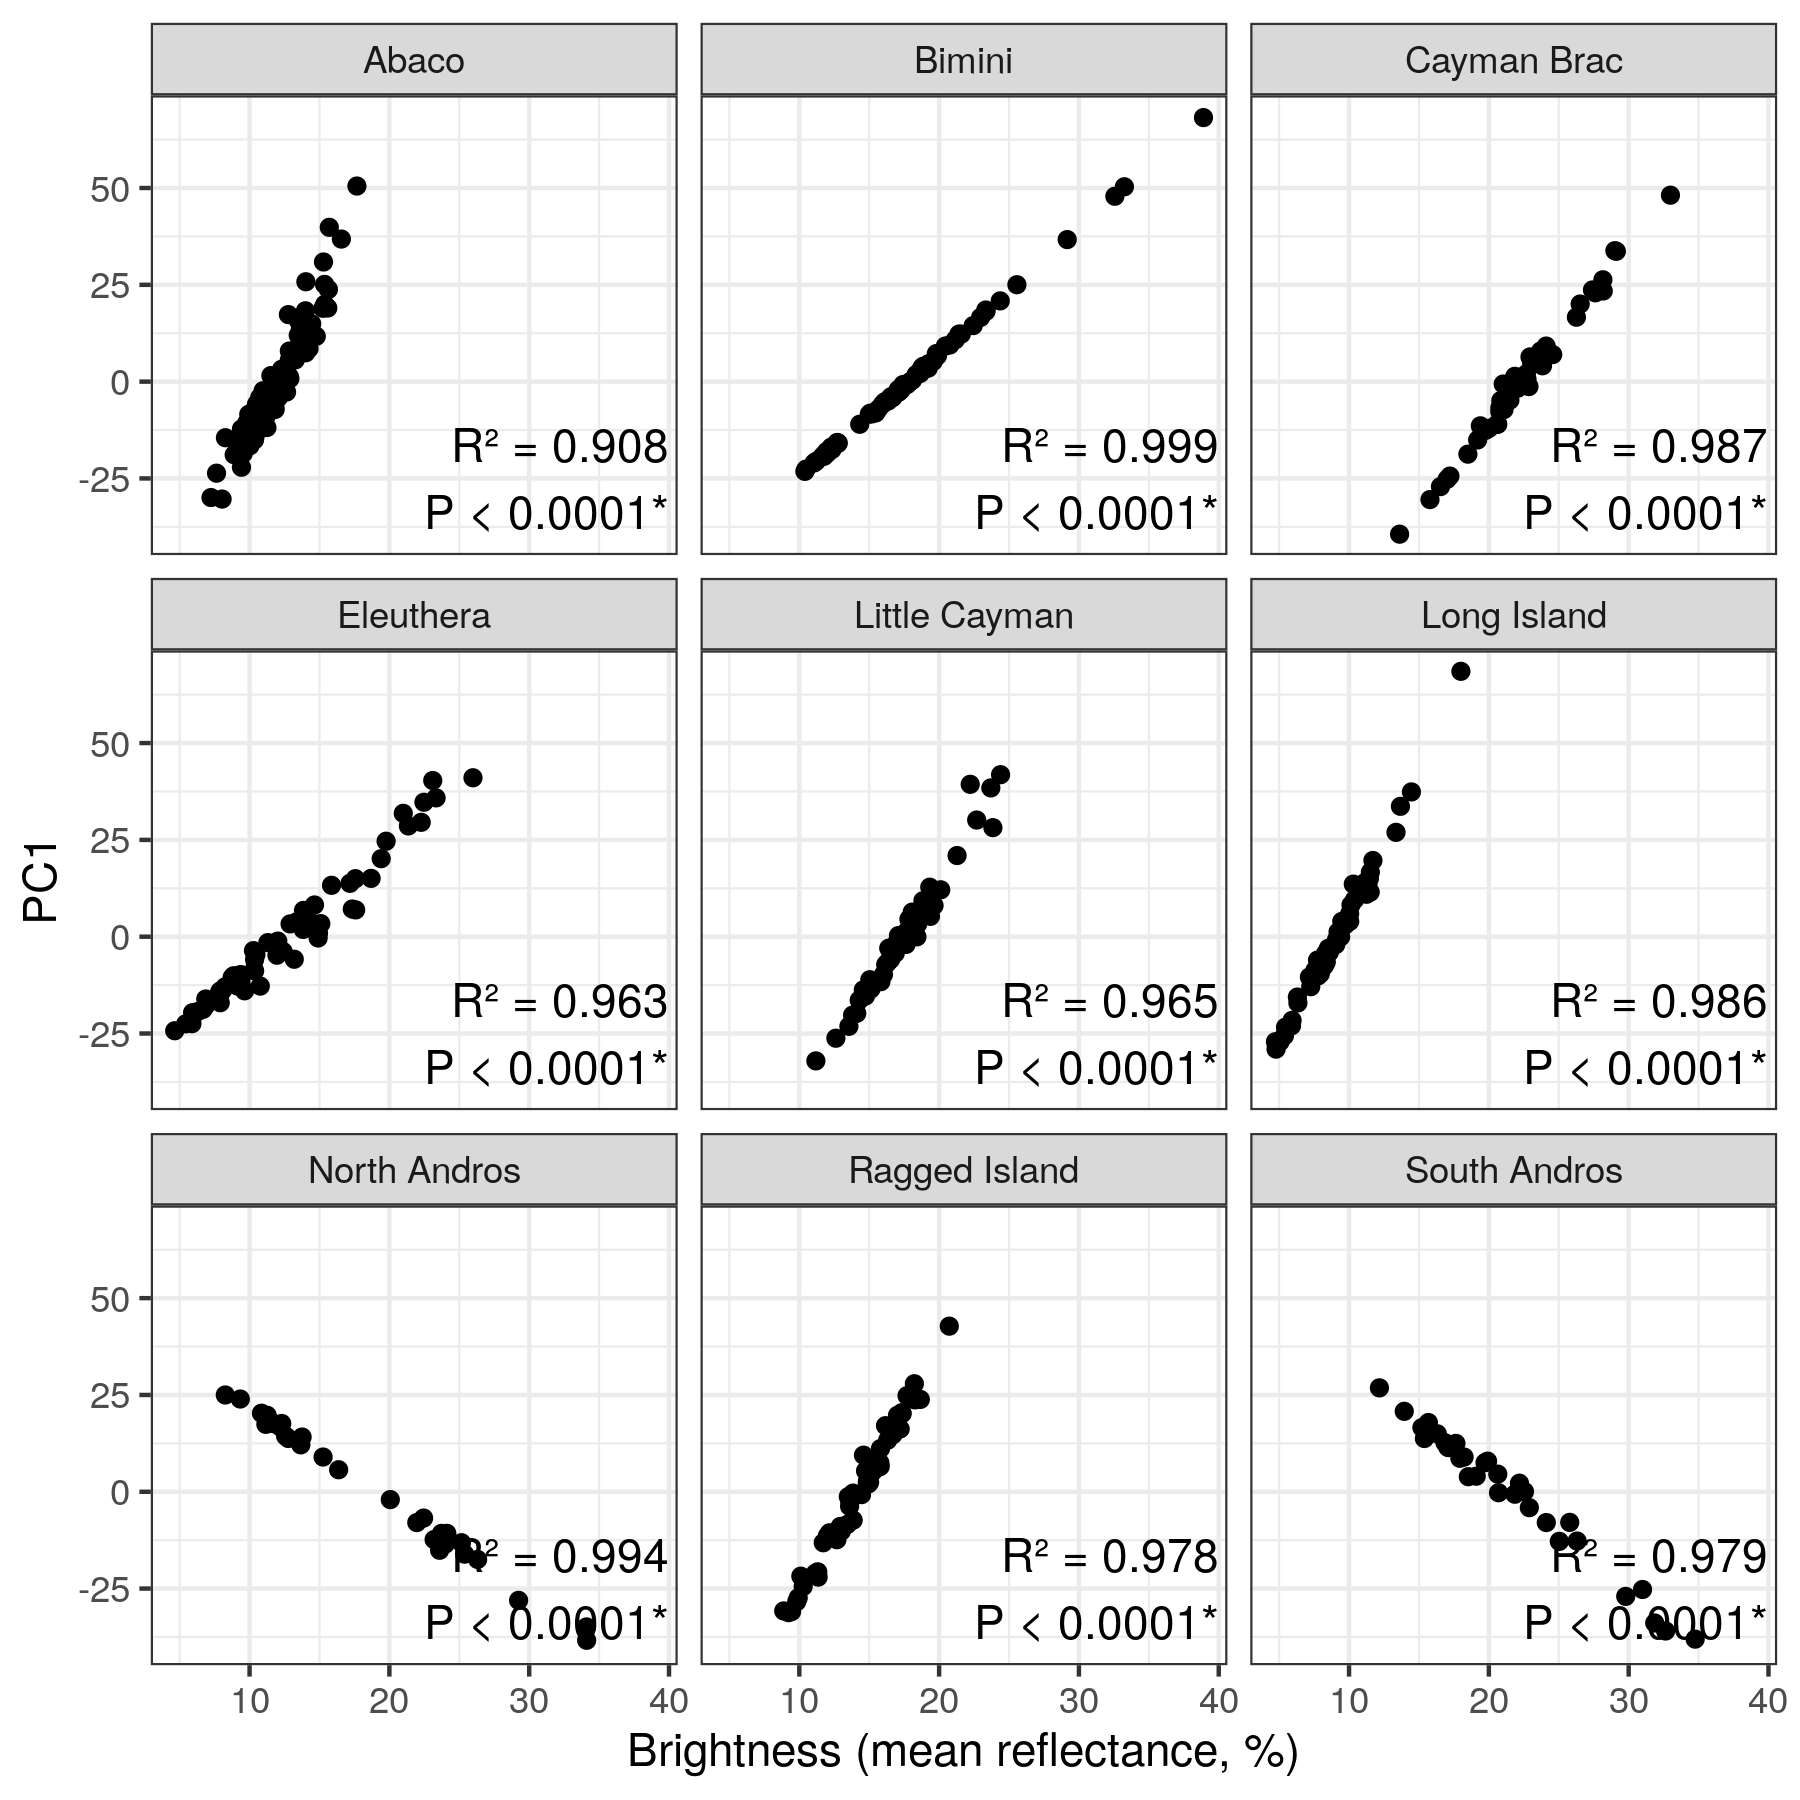 Abaco
Bimini
Cayman Brac
50
25
0
-25
R² = 0.908
P < 0.0001*
R² = 0.999
P < 0.0001*
R² = 0.987
P < 0.0001*
Eleuthera
Little Cayman
Long Island
50
25
0
-25
R² = 0.963
P < 0.0001*
R² = 0.965
P < 0.0001*
R² = 0.986
P < 0.0001*
PC1
North Andros
Ragged Island
South Andros
50
25
0
-25
R² = 0.994
P < 0.0001*
R² = 0.978
P < 0.0001*
R² = 0.979
P < 0.0001*
10 20 30 40
10 20 30 40
10 20 30 40
Brightness (mean reflectance, %)